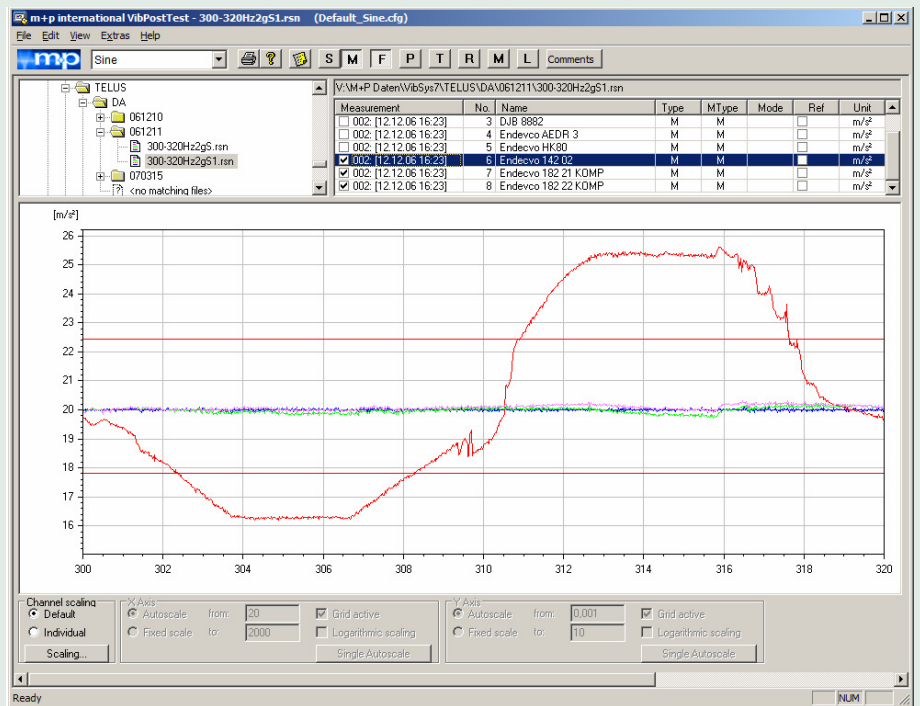 m+p international VibPostTest - 300-320Hz2gS1.rsn (Default_Sine.cfg)
File Edit View Extras Help
mp Sine S M F P T R M L Comments
TELUS
DA
061210
061211
300-320Hz2gS.rsn
300-320Hz2gS1.rsn
070315
<no matching files>
V:\M+P Daten\VibSys7\TELUS\DA\061211\300-320Hz2gS1.rsn
Measurement No. Name Type MType Mode Ref Unit
002: [12.12.06 16:23] 3 DJB 8882 M M m/s²
002: [12.12.06 16:23] 4 Endevco AEDR 3 M M m/s²
002: [12.12.06 16:23] 5 Endevco HK80 M M m/s²
002: [12.12.06 16:23] 6 Endecvo 142 02 M M m/s²
002: [12.12.06 16:23] 7 Endecvo 182 21 KOMP M M m/s²
002: [12.12.06 16:23] 8 Endevco 182 22 KOMP M M m/s²
[m/s²]
26
25
24
23
22
21
20
19
18
17
16
300 302 304 306 308 310 312 314 316 318 320
Channel scaling
Default
Individual
Scaling...
X Axis
Autoscale from: 20 Grid active
Fixed scale to: 2000 Logarithmic scaling
Single Autoscale
Y Axis
Autoscale from: 0,001 Grid active
Fixed scale to: 10 Logarithmic scaling
Single Autoscale
Ready NUM